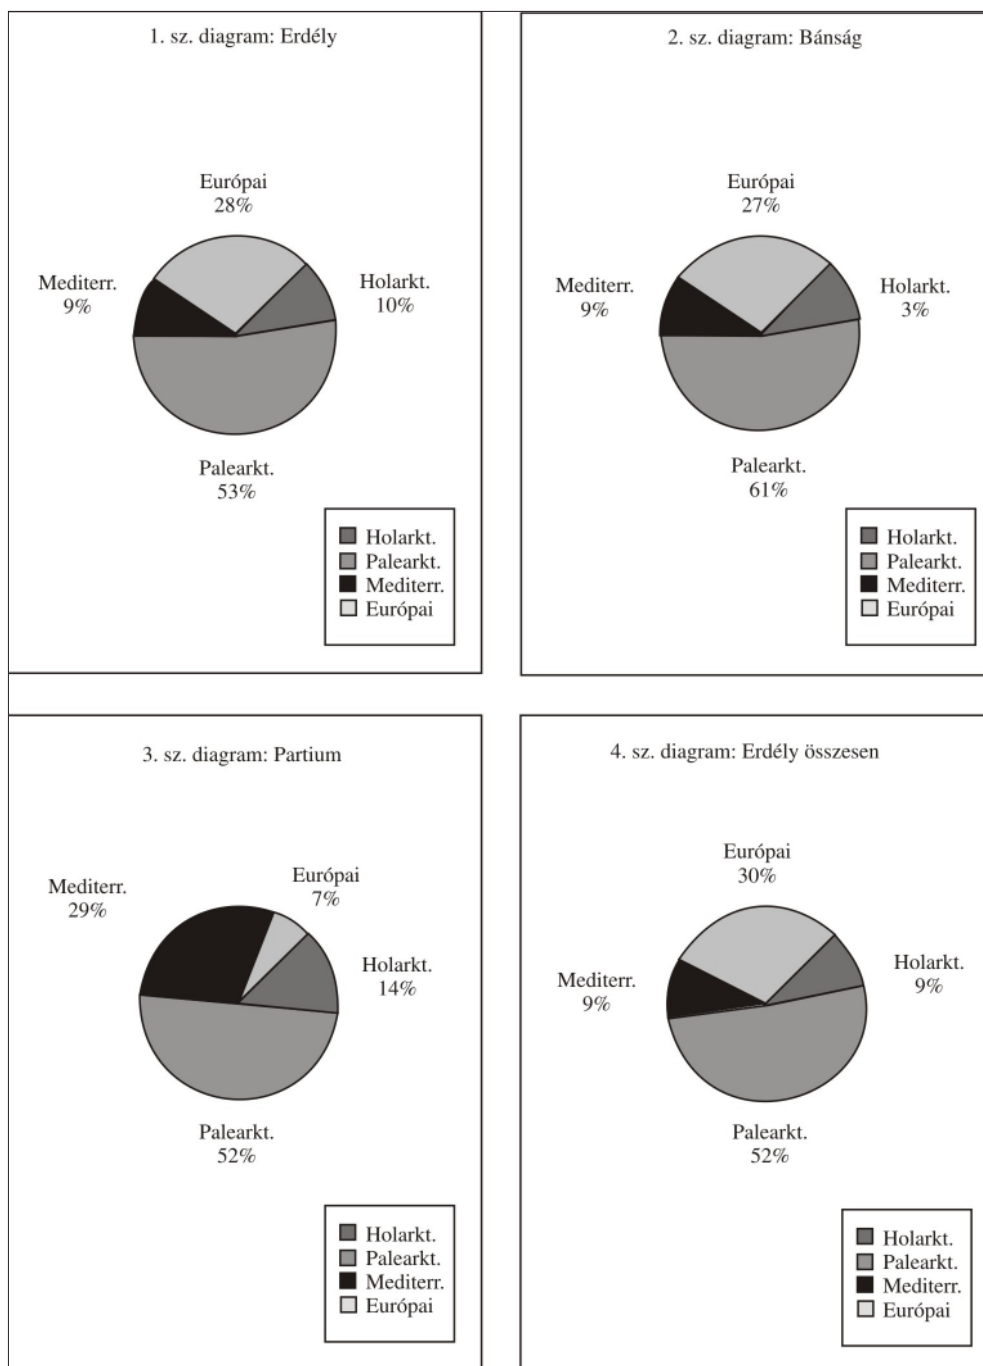 1. sz. diagram: Erdély
Európai
28%
Mediterr.
9%
Holarkt.
10%
Palearkt.
53%
Holarkt.
Palearkt.
Mediterr.
Európai
2. sz. diagram: Bánság
Európai
27%
Mediterr.
9%
Holarkt.
3%
Palearkt.
61%
Holarkt.
Palearkt.
Mediterr.
Európai
3. sz. diagram: Partium
Mediterr.
29%
Európai
7%
Holarkt.
14%
Palearkt.
52%
Holarkt.
Palearkt.
Mediterr.
Európai
4. sz. diagram: Erdély összesen
Európai
30%
Mediterr.
9%
Holarkt.
9%
Palearkt.
52%
Holarkt.
Palearkt.
Mediterr.
Európai